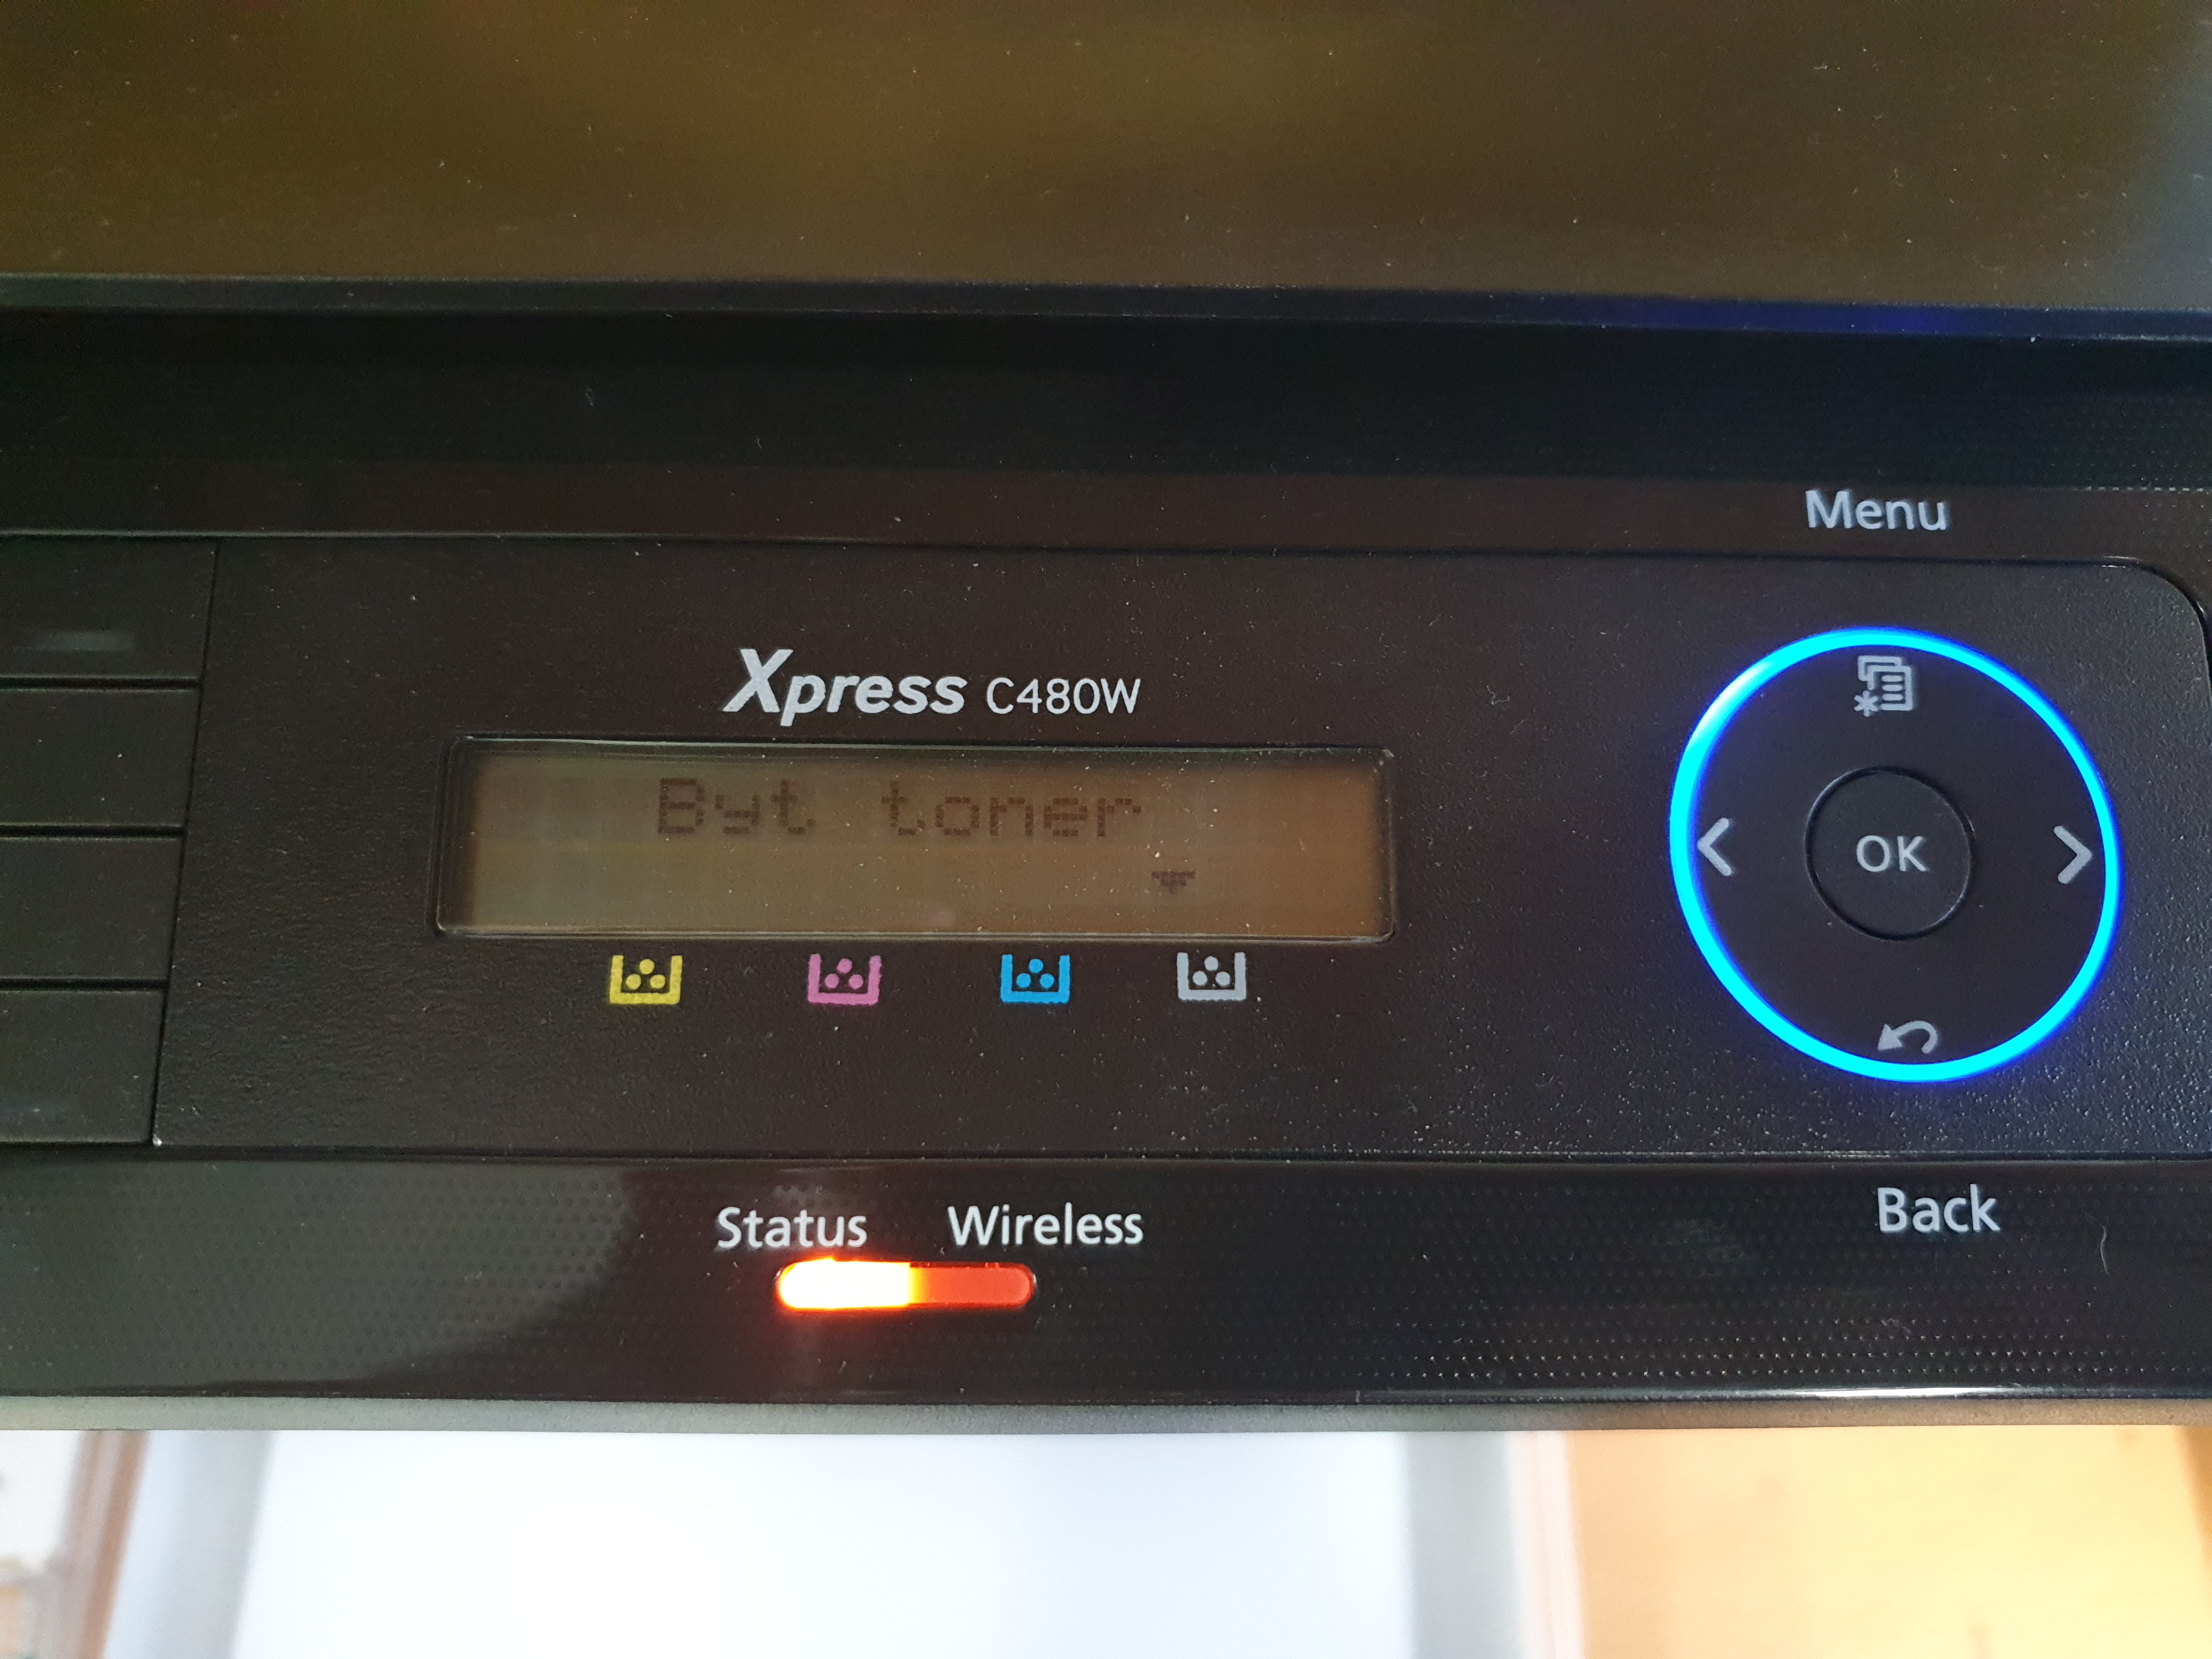 Menu
Xpress C480W
Byt toner
OK
Status Wireless
Back